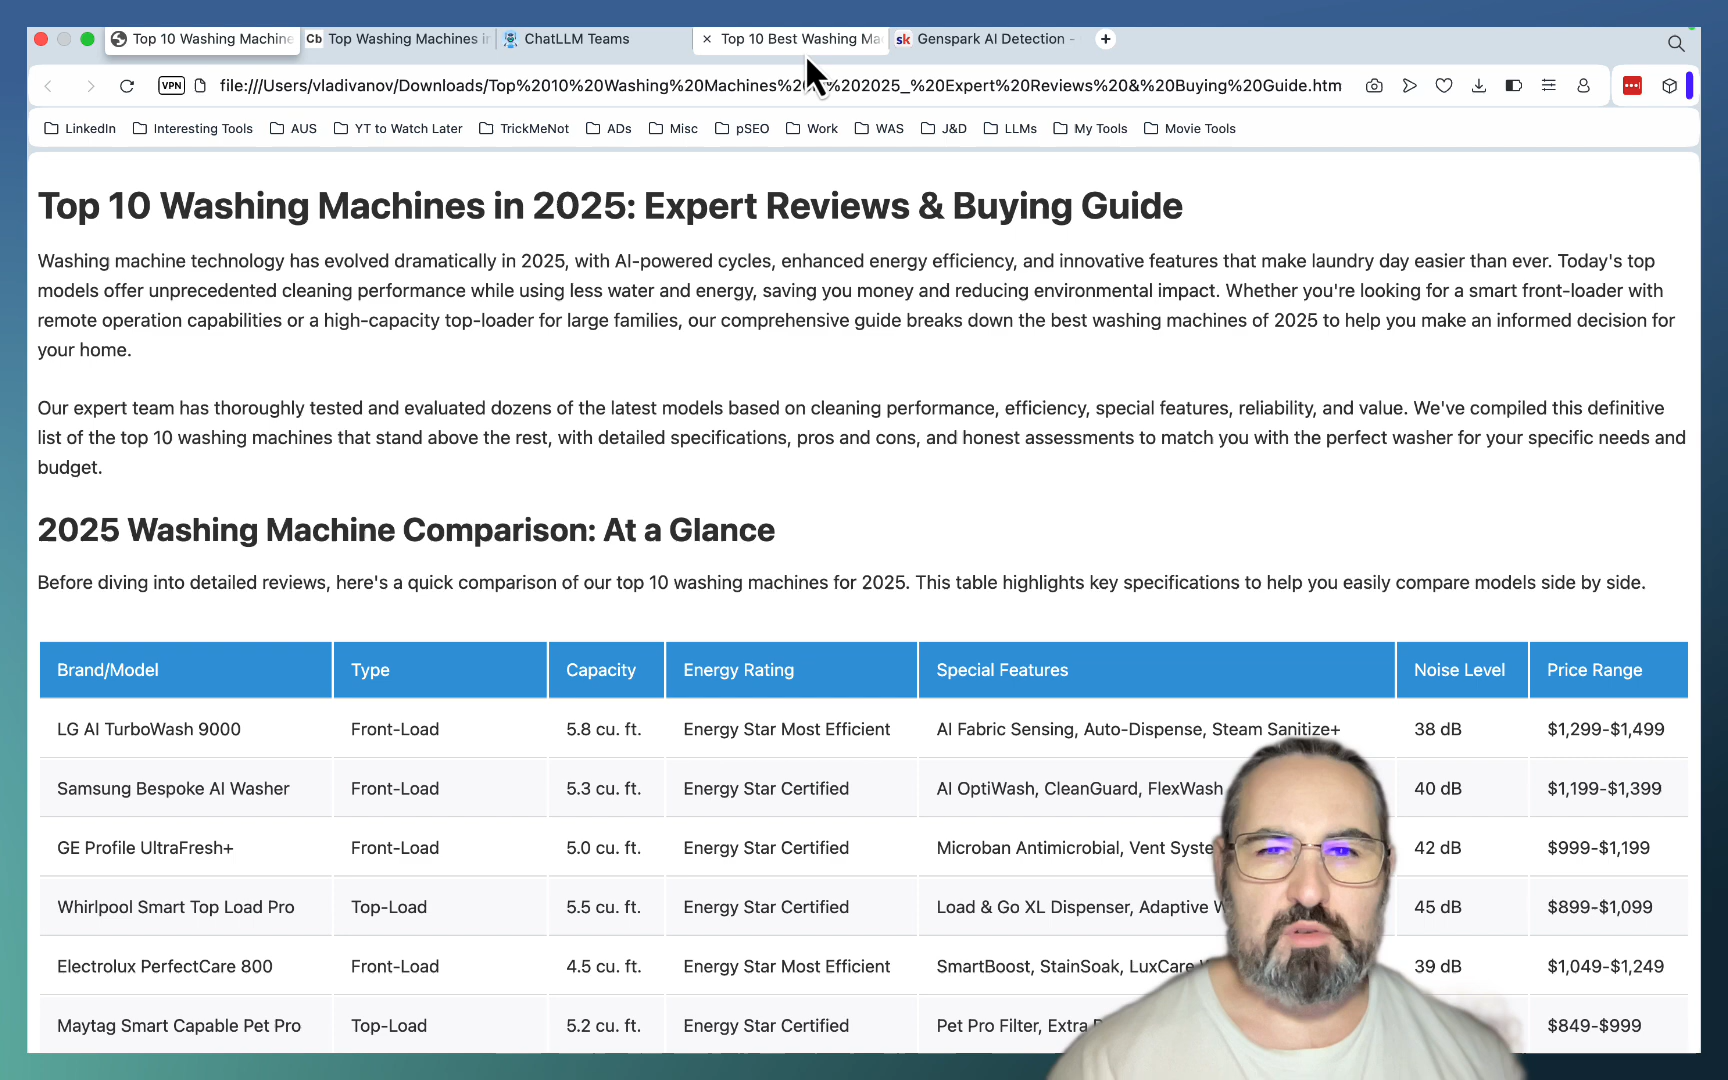 Top 10 Washing Machine
Cb Top Washing Machines in
ChatLLM Teams
Top 10 Best Washing Ma
sk Genspark AI Detection -
VPN
file:///Users/vladivanov/Downloads/Top%2010%20Washing%20Machines%20 %202025_%20Expert%20Reviews%20&%20Buying%20Guide.htm
LinkedIn
Interesting Tools
AUS
YT to Watch Later
TrickMeNot
ADs
Misc
pSEO
Work
WAS
J&D
LLMs
My Tools
Movie Tools
Top 10 Washing Machines in 2025: Expert Reviews & Buying Guide
Washing machine technology has evolved dramatically in 2025, with AI-powered cycles, enhanced energy efficiency, and innovative features that make laundry day easier than ever. Today's top
models offer unprecedented cleaning performance while using less water and energy, saving you money and reducing environmental impact. Whether you're looking for a smart front-loader with
remote operation capabilities or a high-capacity top-loader for large families, our comprehensive guide breaks down the best washing machines of 2025 to help you make an informed decision for
your home.
Our expert team has thoroughly tested and evaluated dozens of the latest models based on cleaning performance, efficiency, special features, reliability, and value. We've compiled this definitive
list of the top 10 washing machines that stand above the rest, with detailed specifications, pros and cons, and honest assessments to match you with the perfect washer for your specific needs and
budget.
2025 Washing Machine Comparison: At a Glance
Before diving into detailed reviews, here's a quick comparison of our top 10 washing machines for 2025. This table highlights key specifications to help you easily compare models side by side.
Brand/Model Type Capacity Energy Rating Special Features Noise Level Price Range
LG AI TurboWash 9000 Front-Load 5.8 cu. ft. Energy Star Most Efficient AI Fabric Sensing, Auto-Dispense, Steam Sanitize+ 38 dB $1,299-$1,499
Samsung Bespoke AI Washer Front-Load 5.3 cu. ft. Energy Star Certified AI OptiWash, CleanGuard, FlexWash 40 dB $1,199-$1,399
GE Profile UltraFresh+ Front-Load 5.0 cu. ft. Energy Star Certified Microban Antimicrobial, Vent Syste 42 dB $999-$1,199
Whirlpool Smart Top Load Pro Top-Load 5.5 cu. ft. Energy Star Certified Load & Go XL Dispenser, Adaptive 45 dB $899-$1,099
Electrolux PerfectCare 800 Front-Load 4.5 cu. ft. Energy Star Most Efficient SmartBoost, StainSoak, LuxCare 39 dB $1,049-$1,249
Maytag Smart Capable Pet Pro Top-Load 5.2 cu. ft. Energy Star Certified Pet Pro Filter, Extra $849-$999